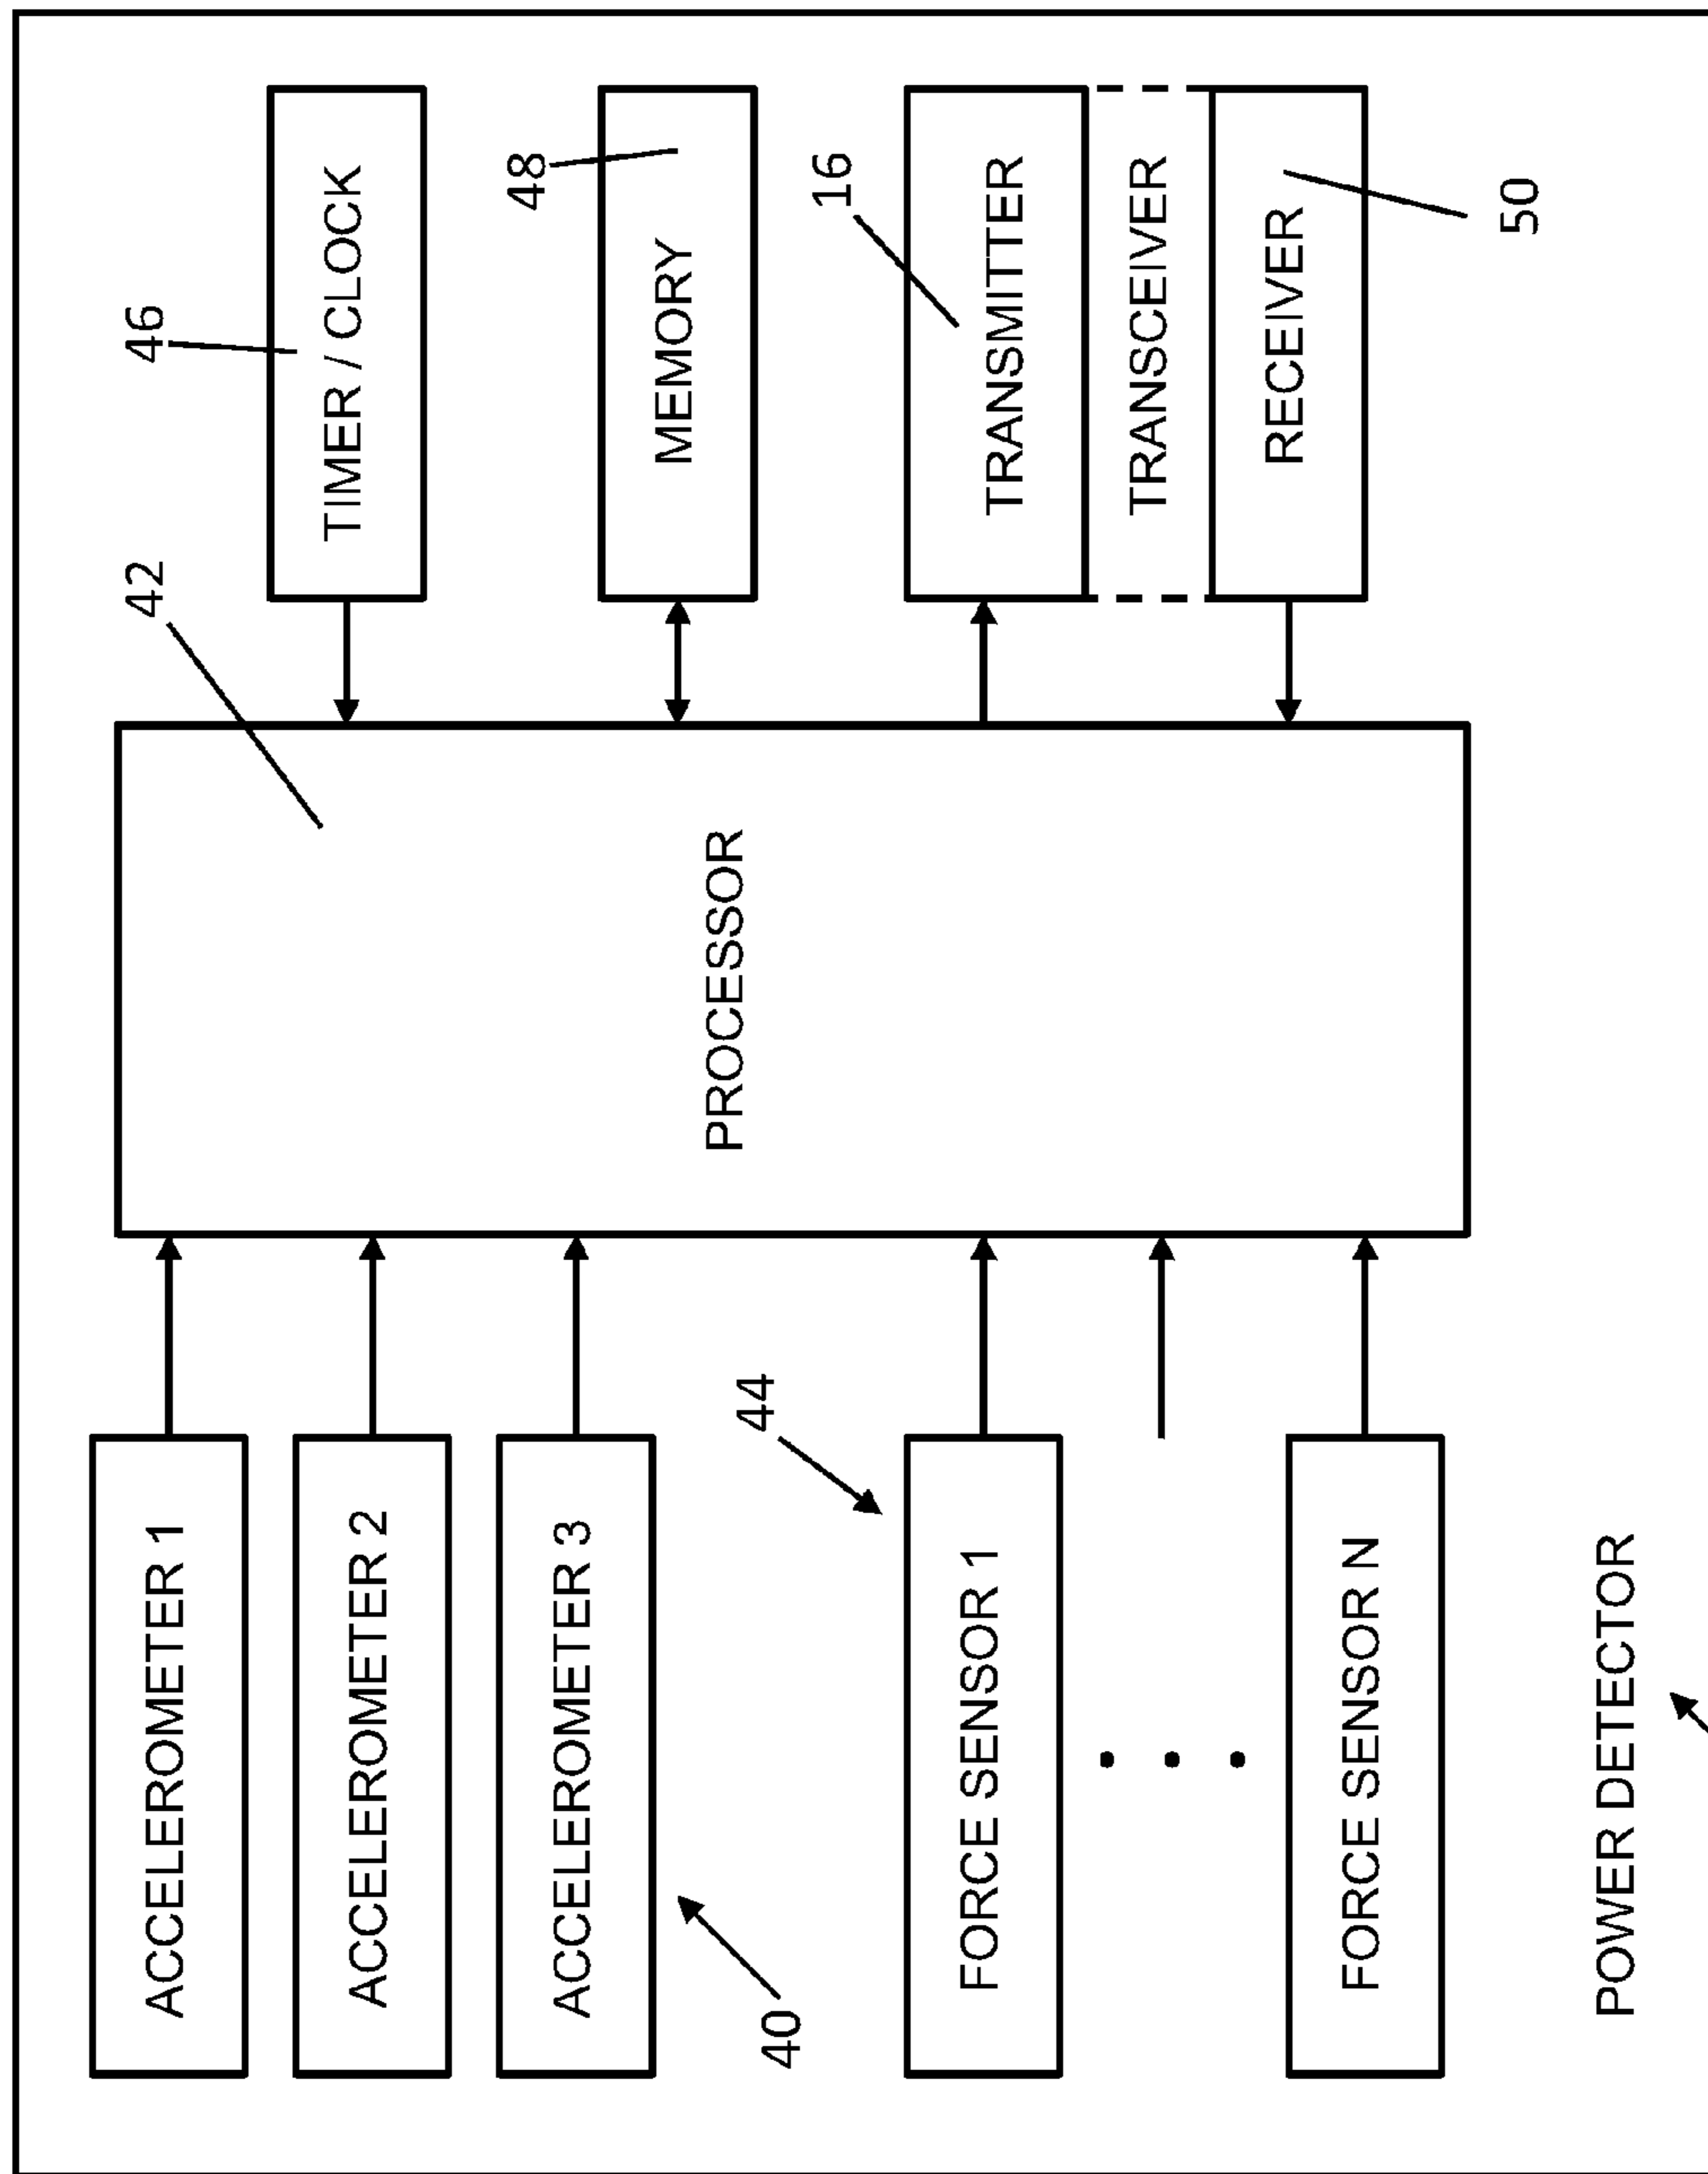 ACCELEROMETER 1
ACCELEROMETER 2
ACCELEROMETER 3
40
44
FORCE SENSOR 1
FORCE SENSOR N
POWER DETECTOR
PROCESSOR
42
46
TIMER / CLOCK
48
MEMORY
16
TRANSMITTER
TRANSCEIVER
RECEIVER
50